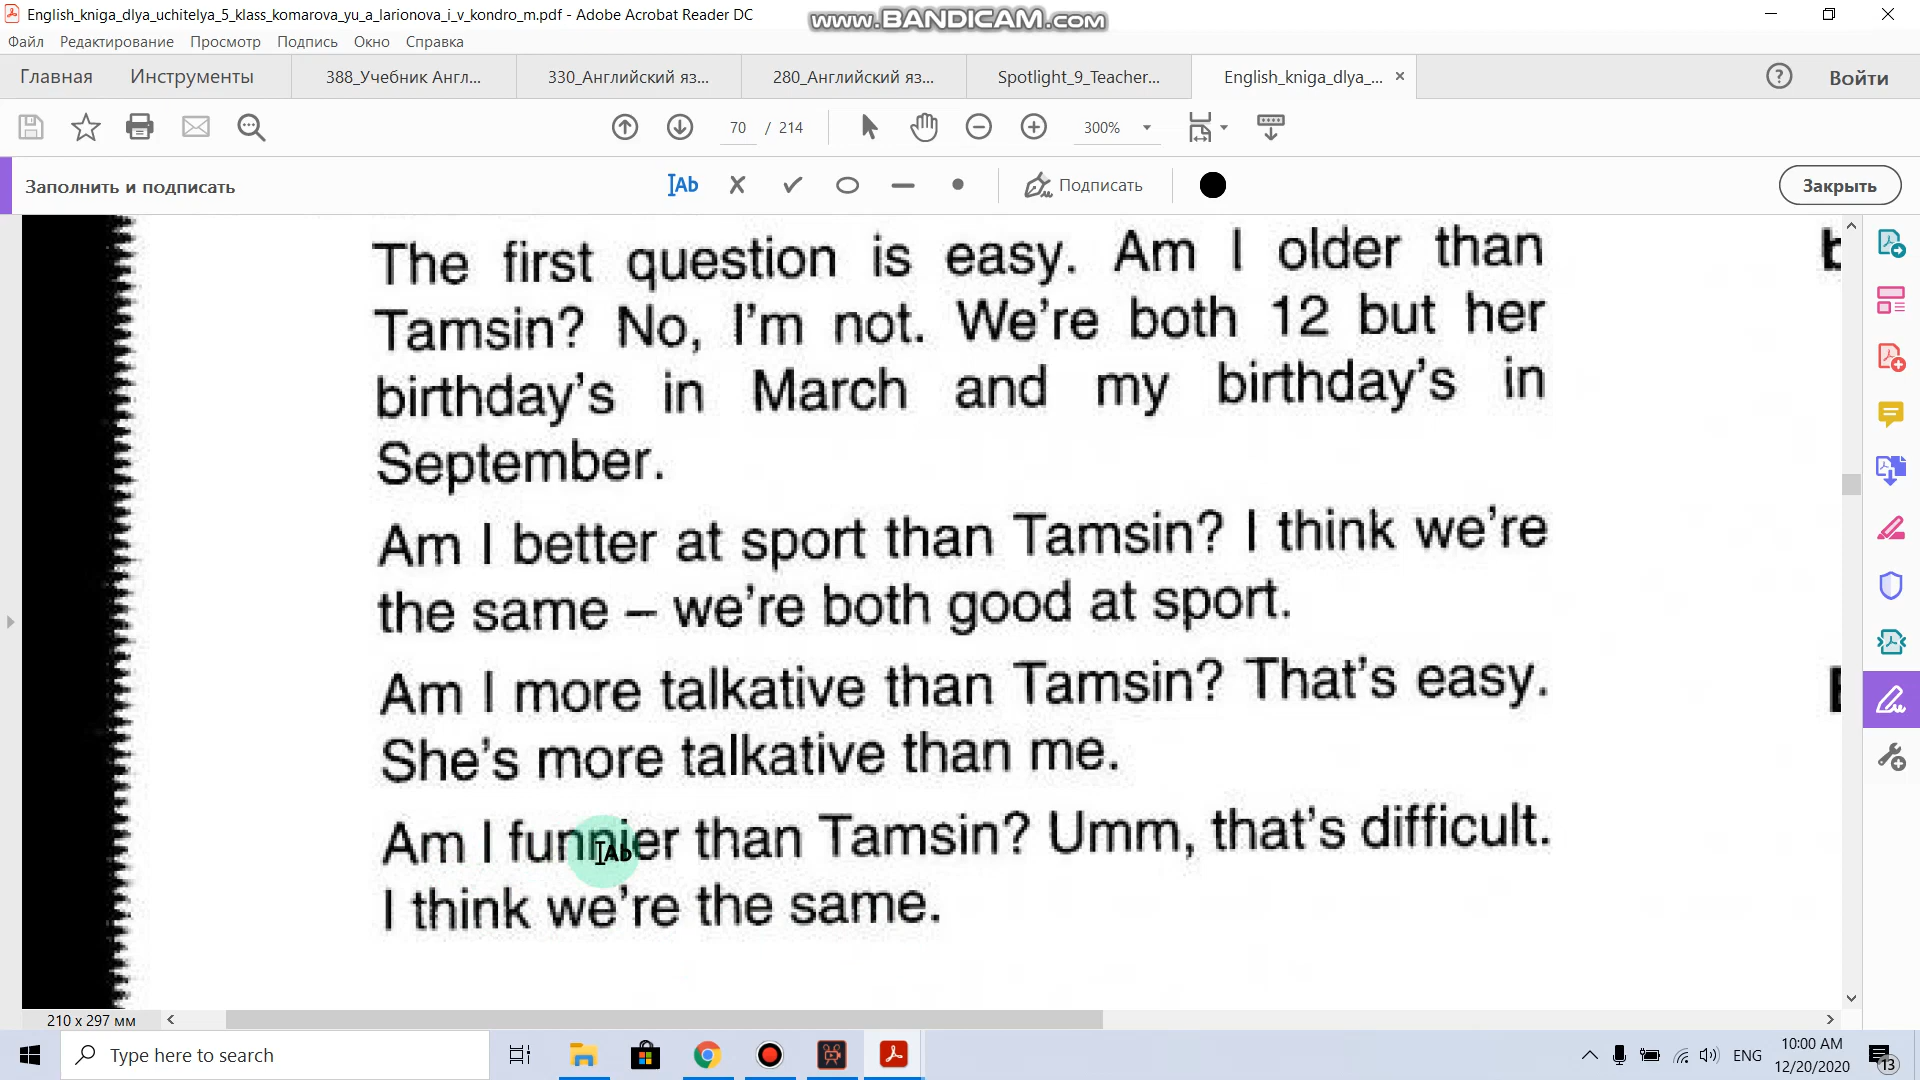 English_kniga_dlya_uchitelya_5_klass_komarova_yu_a_larionova_i_v_kondro_m.pdf - Adobe Acrobat Reader DC
www.BANDICAM.com
Файл Редактирование Просмотр Подпись Окно Справка
Главная Инструменты 388_Учебник Англ... 330_Английский яз... 280_Английский яз... Spotlight_9_Teacher... English_kniga_dlya_... Войти
70 / 214 300%
Заполнить и подписать Ab Подписать Закрыть
The first question is easy. Am I older than
Tamsin? No, I'm not. We're both 12 but her
birthday's in March and my birthday's in
September.
Am I better at sport than Tamsin? I think we're
the same – we're both good at sport.
Am I more talkative than Tamsin? That's easy.
She's more talkative than me.
Am I funnier than Tamsin? Umm, that's difficult.
I think we're the same.
210 x 297 мм
Type here to search ENG 10:00 AM
12/20/2020 13